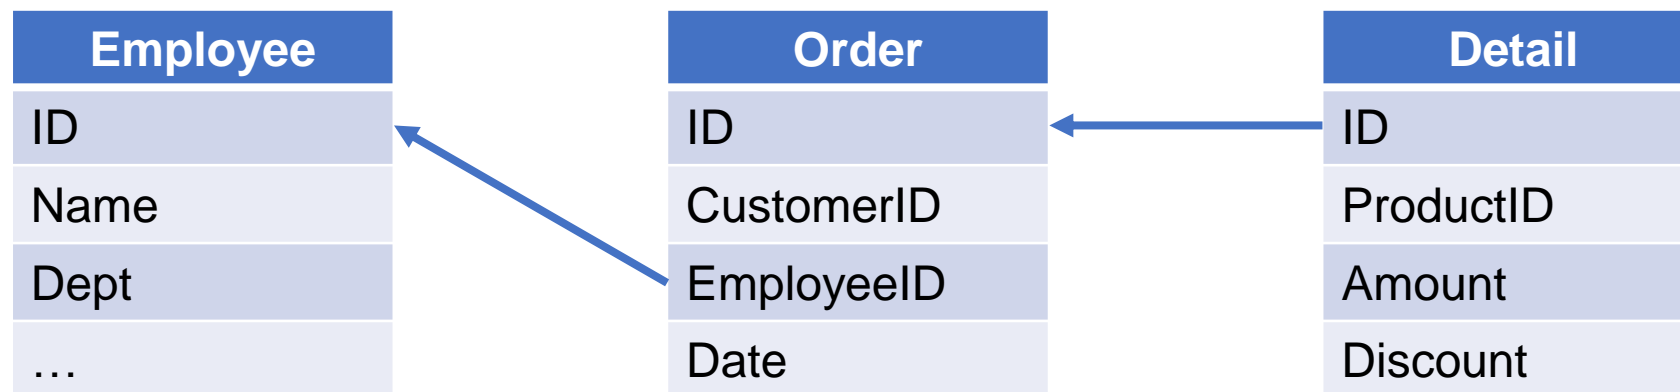 Employee
ID
Name
Dept
…
Order
ID
CustomerID
EmployeeID
Date
Detail
ID
ProductID
Amount
Discount